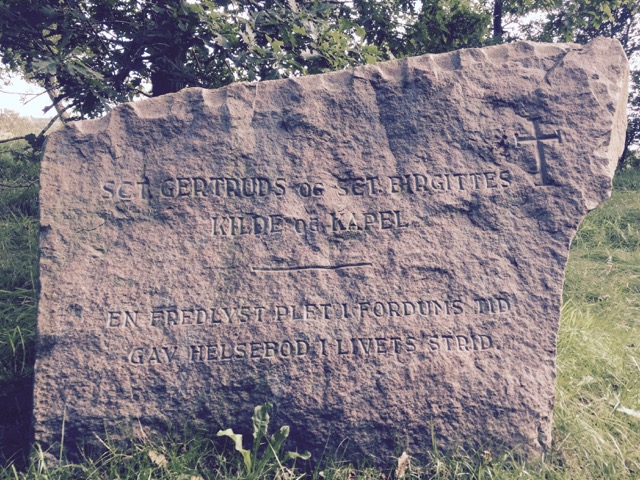 SCT. GERTRUDS OG SCT. BIRGITTES
KILDE OG KAPEL
EN FREDLYST PLET I FORDUMS TID
GAV HELSEBOD I LIVETS STRID.